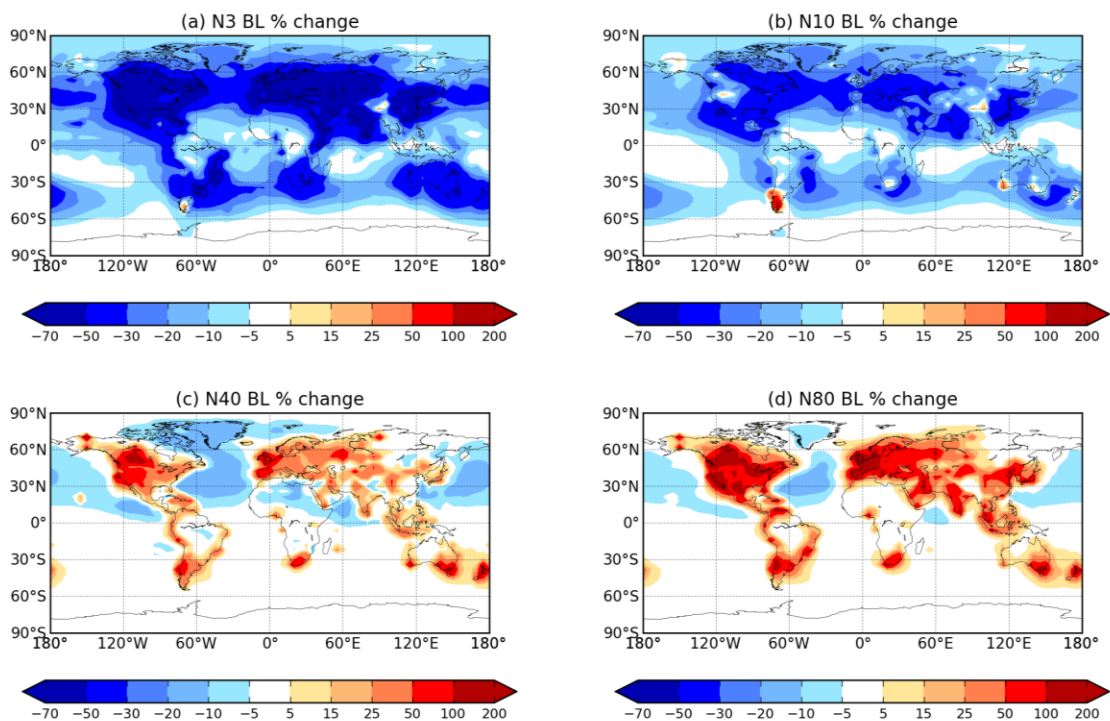 (a) N3 BL % change
(b) N10 BL % change
90°N
60°N
30°N
0°
30°S
60°S
90°S
180° 120°W 60°W 0° 60°E 120°E 180°
90°N
60°N
30°N
0°
30°S
60°S
90°S
180° 120°W 60°W 0° 60°E 120°E 180°
−70 −50 −30 −20 −10 −5 5 15 25 50 100 200
−70 −50 −30 −20 −10 −5 5 15 25 50 100 200
(c) N40 BL % change
(d) N80 BL % change
90°N
60°N
30°N
0°
30°S
60°S
90°S
180° 120°W 60°W 0° 60°E 120°E 180°
90°N
60°N
30°N
0°
30°S
60°S
90°S
180° 120°W 60°W 0° 60°E 120°E 180°
−70 −50 −30 −20 −10 −5 5 15 25 50 100 200
−70 −50 −30 −20 −10 −5 5 15 25 50 100 200